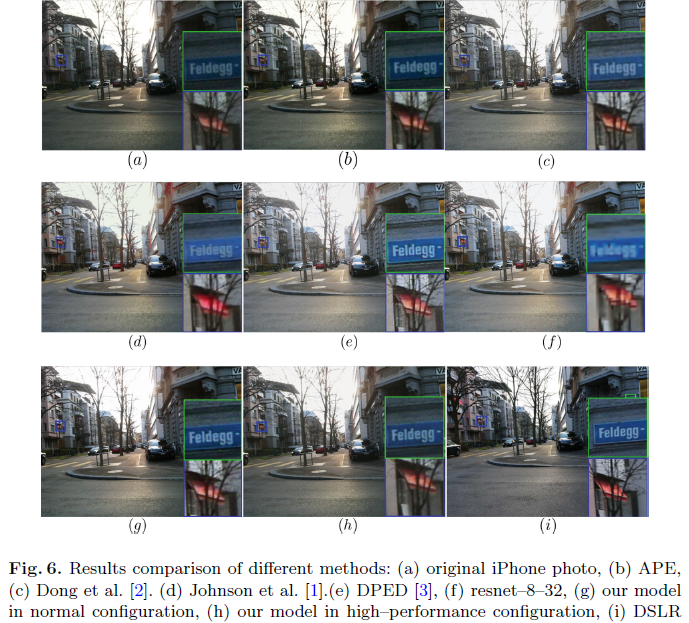 Feldegg -
Feldegg -
Feldegg -
(a)
(b)
(c)
Feldegg -
Feldegg -
Feldegg -
(d)
(e)
(f)
Feldegg -
Feldegg -
Feldegg -
(g)
(h)
(i)
Fig. 6. Results comparison of different methods: (a) original iPhone photo, (b) APE,
(c) Dong et al. [2]. (d) Johnson et al. [1].(e) DPED [3], (f) resnet–8–32, (g) our model
in normal configuration, (h) our model in high–performance configuration, (i) DSLR